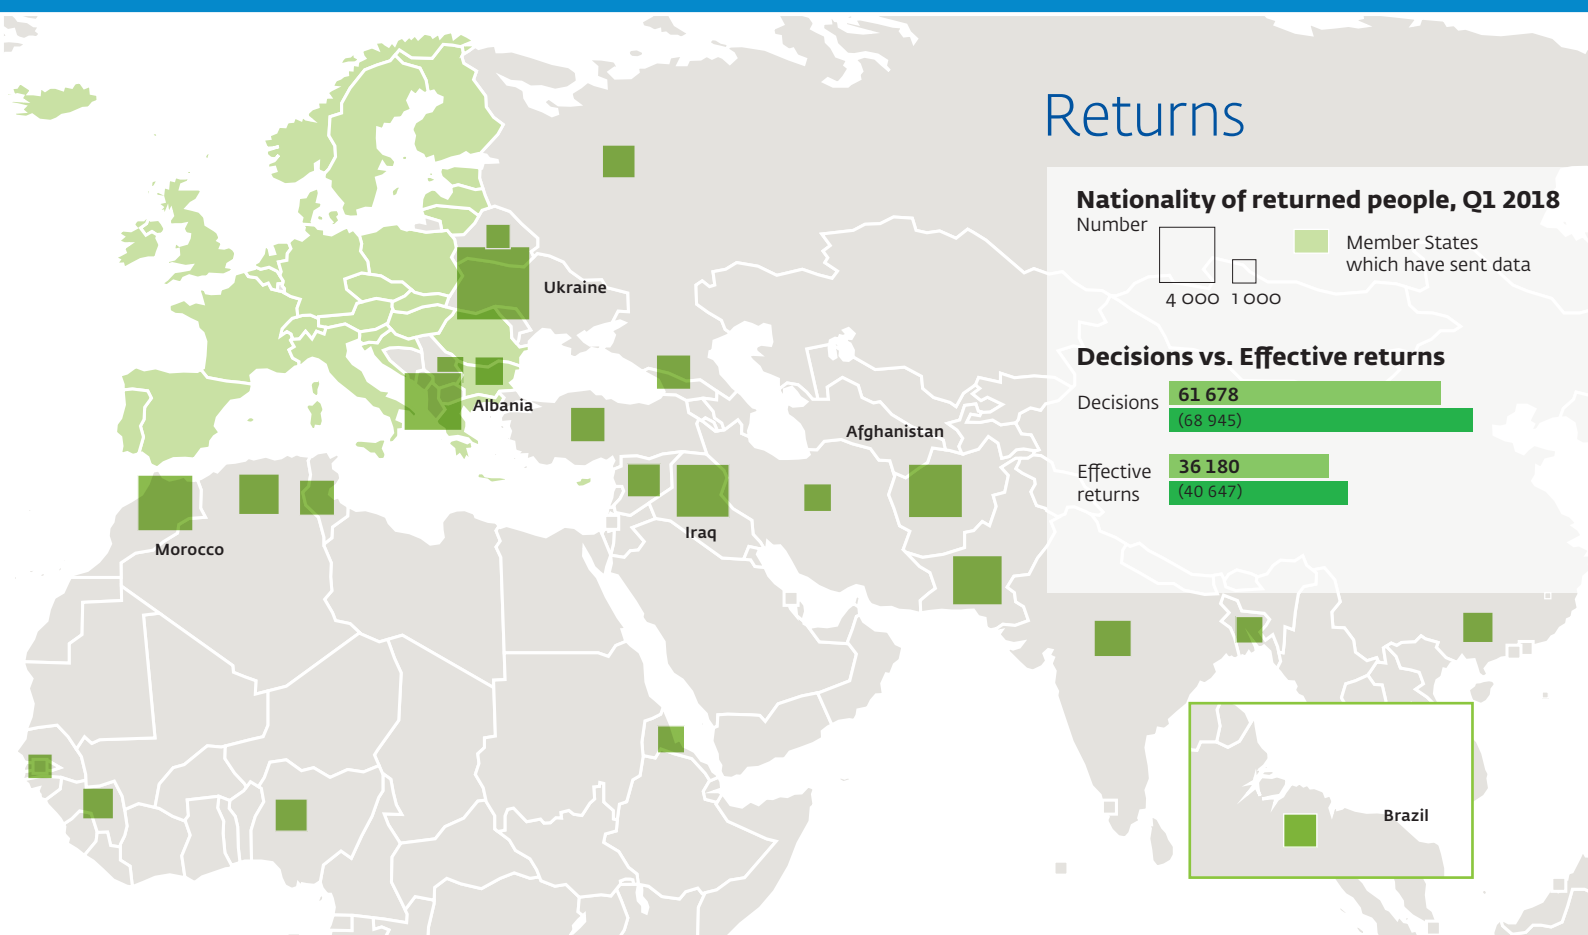 Returns
Nationality of returned people, Q1 2018
Number
4 000
1 000
Member States
which have sent data
Decisions vs. Effective returns
Decisions
61 678
(68 945)
Effective
returns
36 180
(40 647)
Ukraine
Albania
Afghanistan
Iraq
Morocco
Brazil